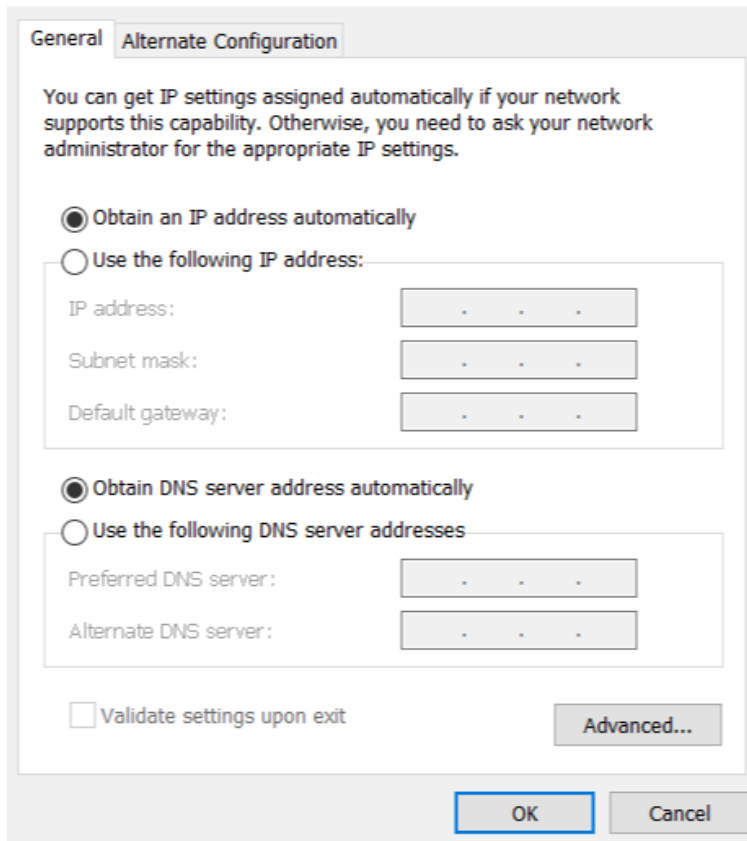 General
Alternate Configuration
You can get IP settings assigned automatically if your network
supports this capability. Otherwise, you need to ask your network
administrator for the appropriate IP settings.
Obtain an IP address automatically
Use the following IP address:
IP address:
. . .
Subnet mask:
. . .
Default gateway:
. . .
Obtain DNS server address automatically
Use the following DNS server addresses
Preferred DNS server:
. . .
Alternate DNS server:
. . .
Validate settings upon exit
Advanced...
OK
Cancel